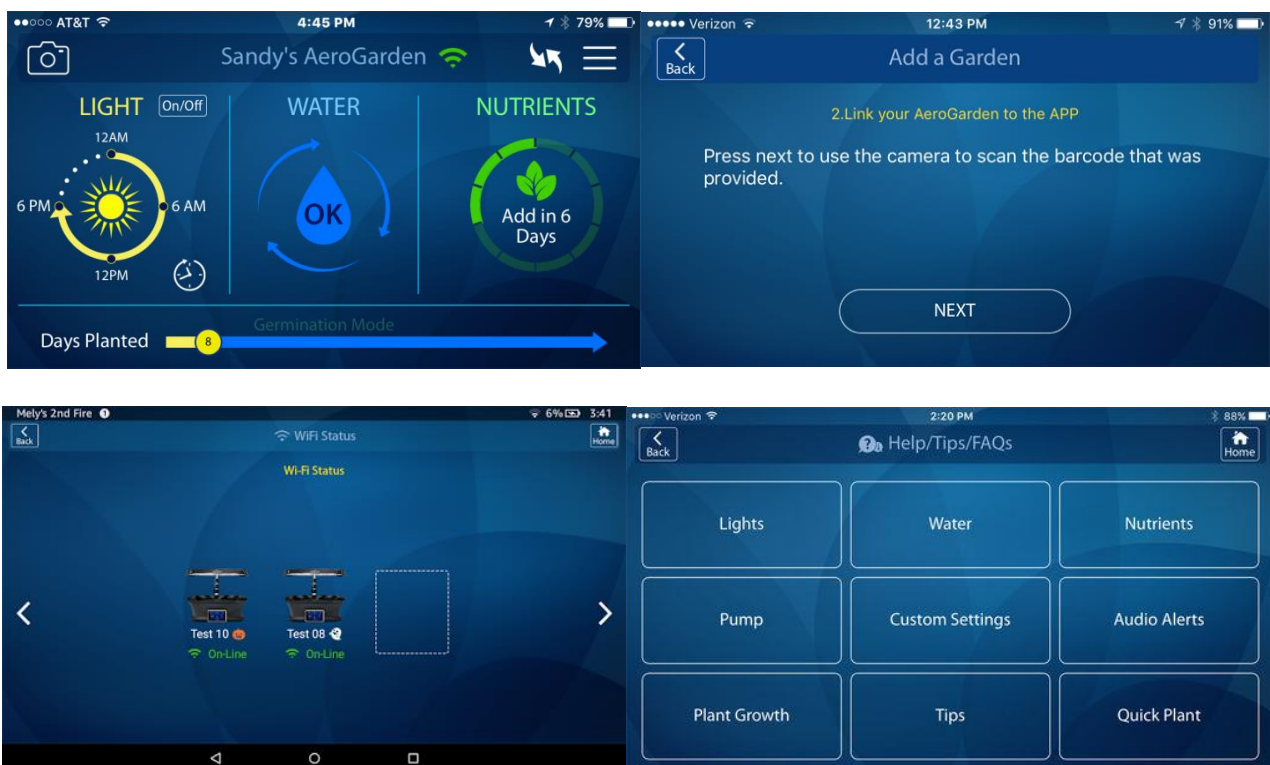 AT&T 4:45 PM 79%
Sandy's AeroGarden
LIGHT On/Off WATER NUTRIENTS
12AM
6 PM 6 AM
12PM
OK
Add in 6
Days
Germination Mode
Days Planted 8
Verizon 12:43 PM 91%
Back Add a Garden
2.Link your AeroGarden to the APP
Press next to use the camera to scan the barcode that was
provided.
NEXT
Mely's 2nd Fire 1 6% 3:41
Back WiFi Status Home
Wi-Fi Status
Test 10 Test 08
On-Line On-Line
Verizon 2:20 PM 88%
Back Help/Tips/FAQs Home
Lights Water Nutrients
Pump Custom Settings Audio Alerts
Plant Growth Tips Quick Plant